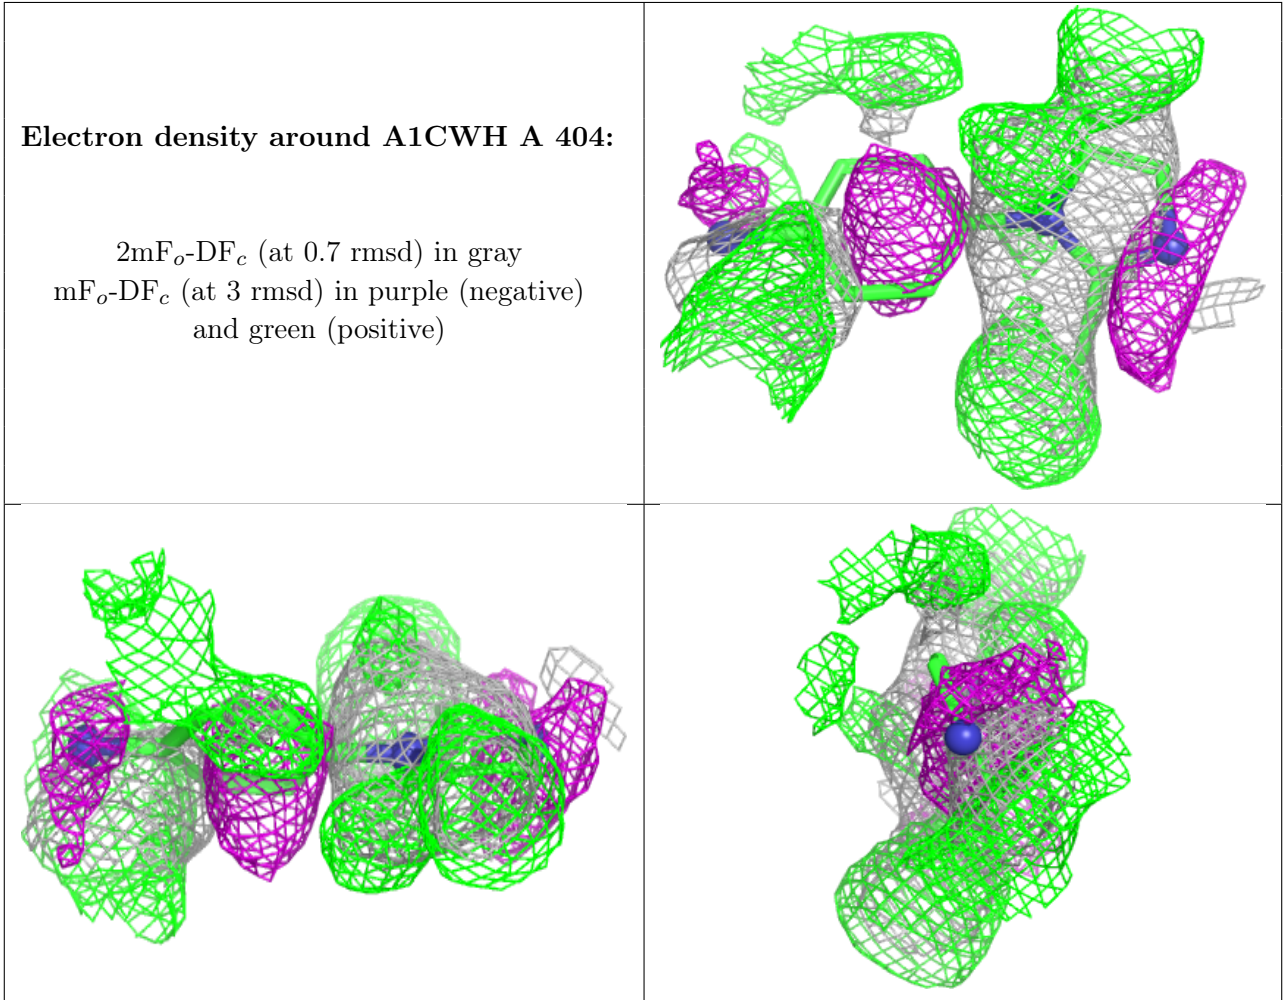 Electron density around A1CWH A 404:
2mFo-DFc (at 0.7 rmsd) in gray
mFo-DFc (at 3 rmsd) in purple (negative)
and green (positive)